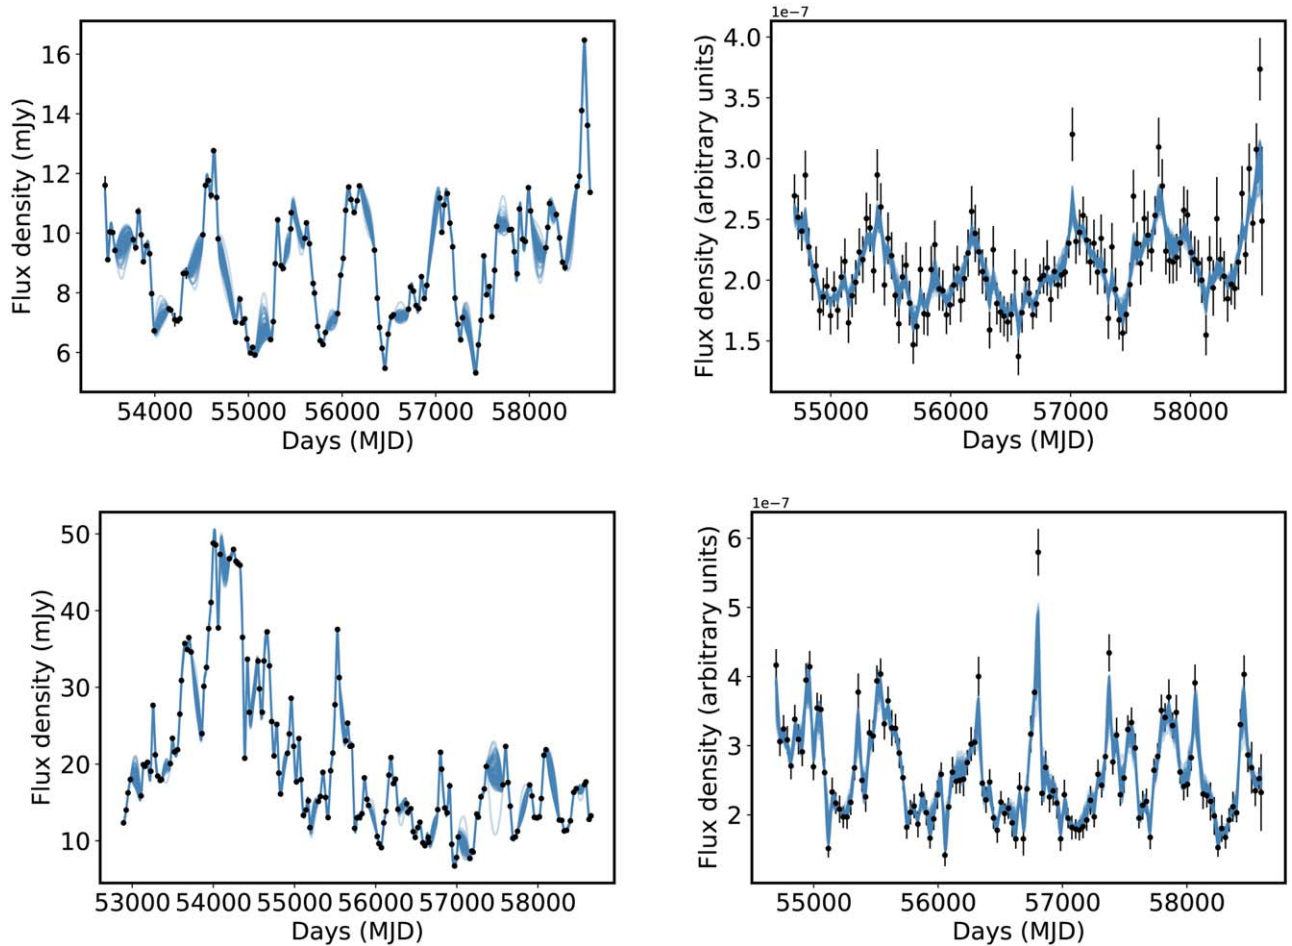 16
14
12
10
8
6
Flux density (mJy)
54000 55000 56000 57000 58000
Days (MJD)
1e−7
4.0
3.5
3.0
2.5
2.0
1.5
Flux density (arbitrary units)
55000 56000 57000 58000
Days (MJD)
50
40
30
20
10
Flux density (mJy)
53000 54000 55000 56000 57000 58000
Days (MJD)
1e−7
6
5
4
3
2
Flux density (arbitrary units)
55000 56000 57000 58000
Days (MJD)